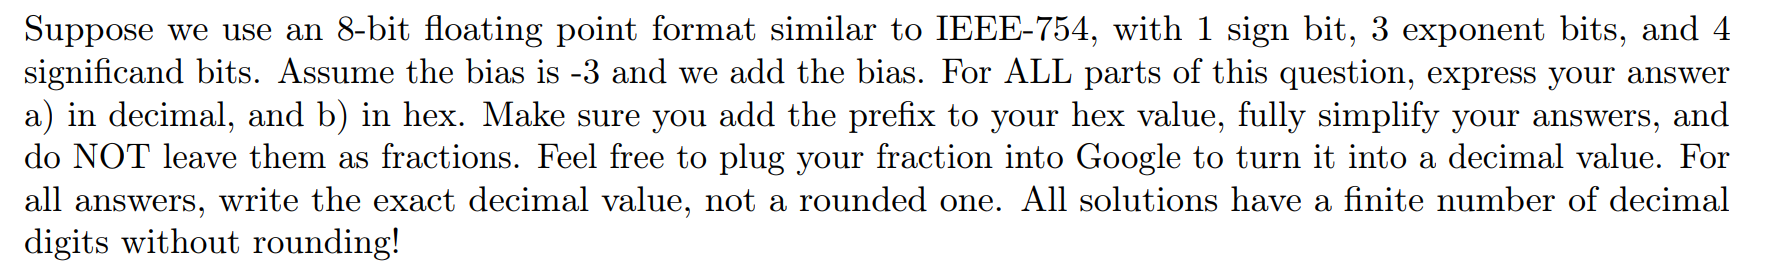 Suppose we use an 8-bit floating point format similar to IEEE-754, with 1 sign bit, 3 exponent bits, and 4
significand bits. Assume the bias is -3 and we add the bias. For ALL parts of this question, express your answer
a) in decimal, and b) in hex. Make sure you add the prefix to your hex value, fully simplify your answers, and
do NOT leave them as fractions. Feel free to plug your fraction into Google to turn it into a decimal value. For
all answers, write the exact decimal value, not a rounded one. All solutions have a finite number of decimal
digits without rounding!